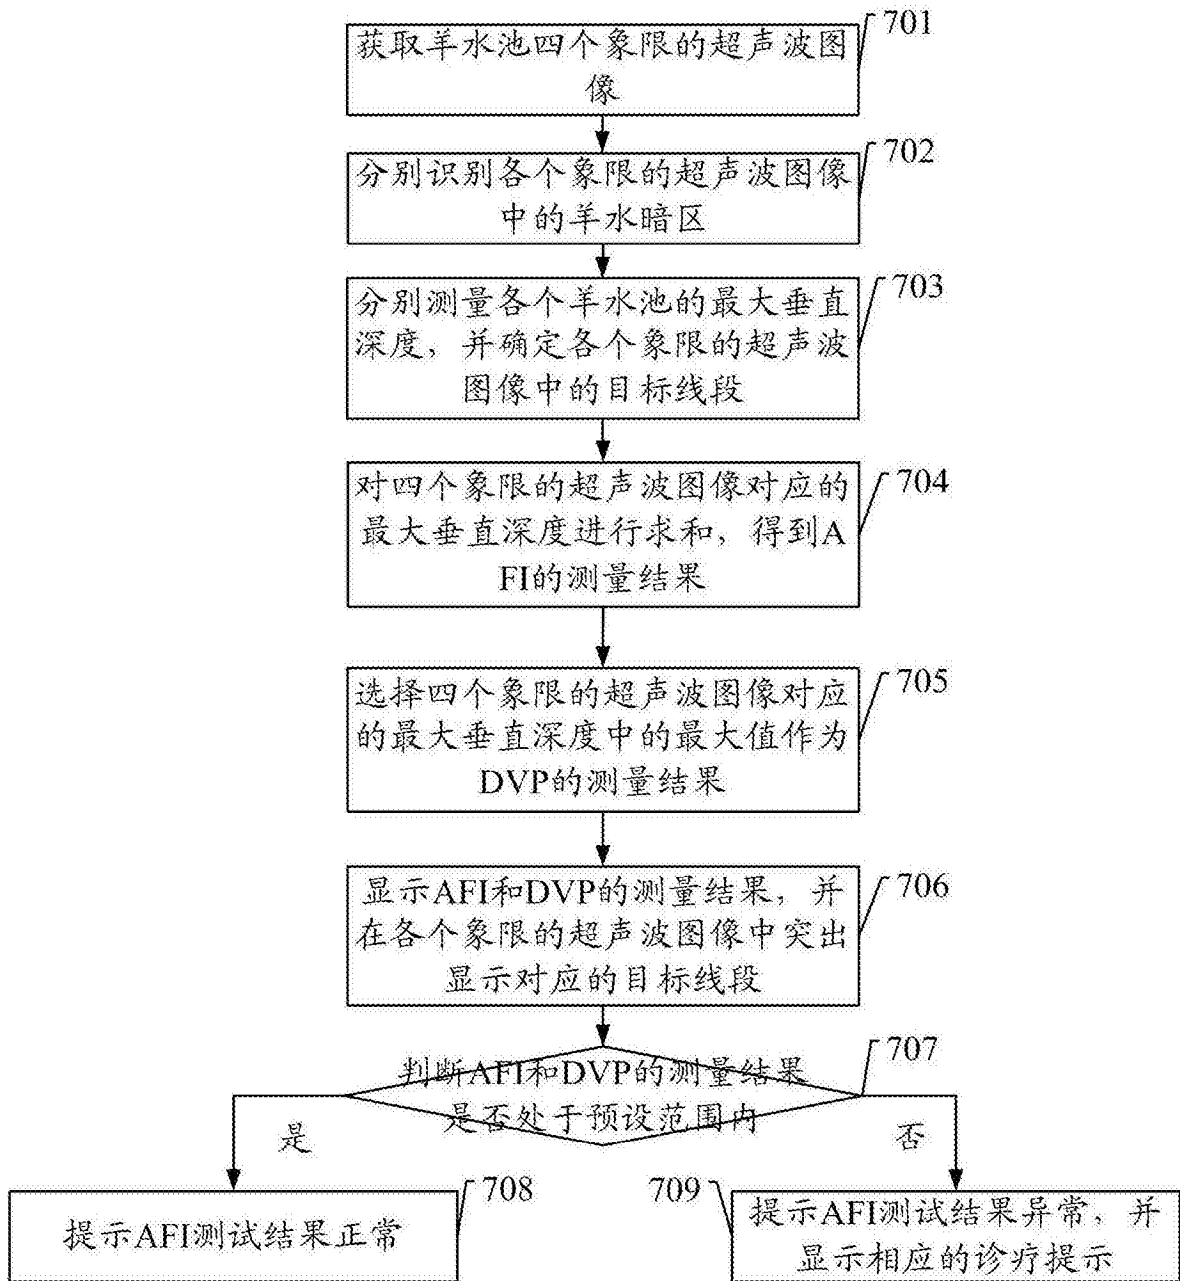 701
获取羊水池四个象限的超声波图
像
702
分别识别各个象限的超声波图像
中的羊水暗区
703
分别测量各个羊水池的最大垂直
深度，并确定各个象限的超声波
图像中的目标线段
704
对四个象限的超声波图像对应的
最大垂直深度进行求和，得到A
FI的测量结果
705
选择四个象限的超声波图像对应
的最大垂直深度中的最大值作为
DVP的测量结果
706
显示AFI和DVP的测量结果，并
在各个象限的超声波图像中突出
显示对应的目标线段
707
判断AFI和DVP的测量结果
是否处于预设范围内
是
否
708
提示AFI测试结果正常
709
提示AFI测试结果异常，并
显示相应的诊疗提示